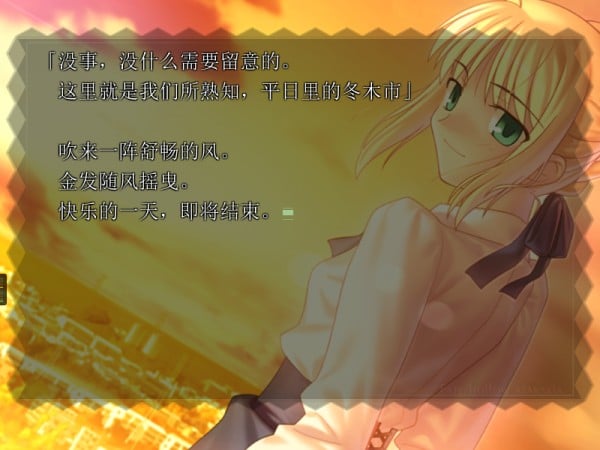 「没事，没什么需要留意的。
这里就是我们所熟知，平日里的冬木市」
吹来一阵舒畅的风。
金发随风摇曳。
快乐的一天，即将结束。